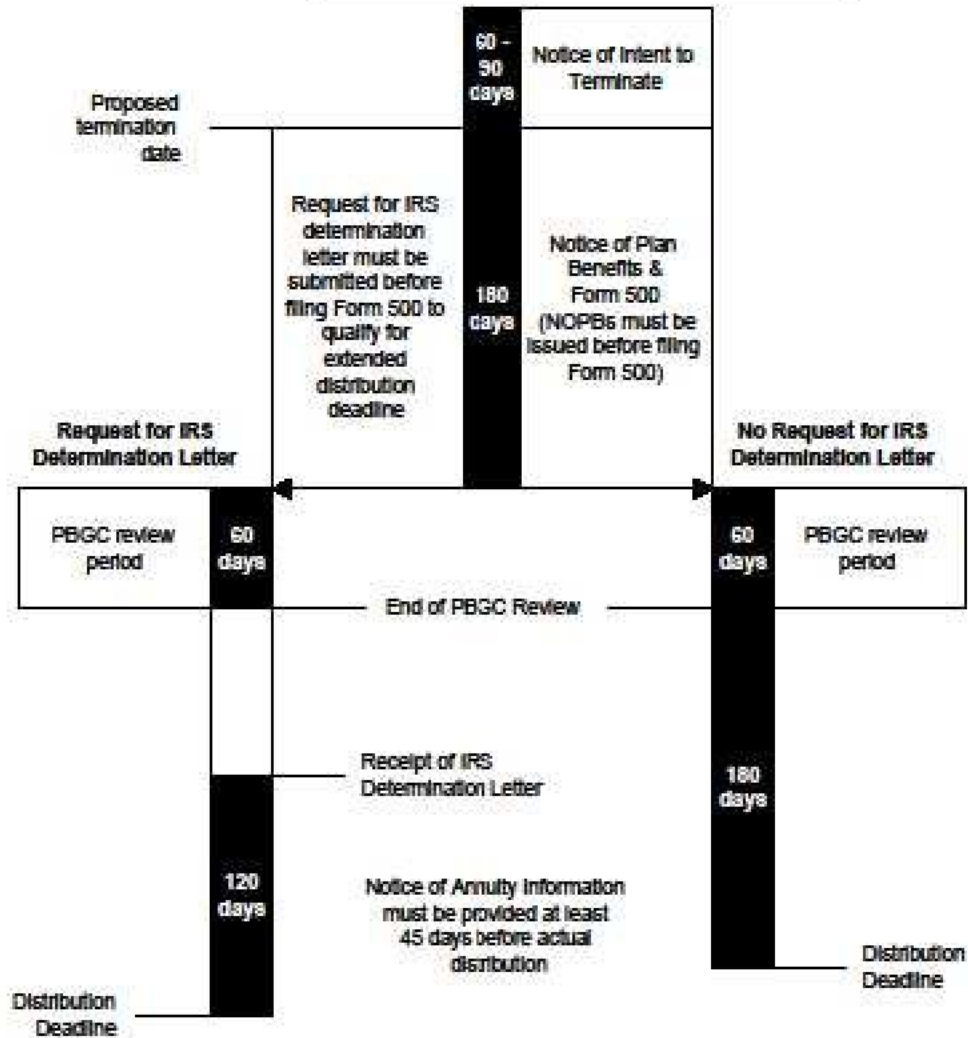 60 -
90
days
Notice of Intent to
Terminate
Proposed
termination
date
Request for IRS
determination
letter must be
submitted before
filing Form 500 to
qualify for
extended
distribution
deadline
180
days
Notice of Plan
Benefits &
Form 500
(NOPBs must be
issued before filing
Form 500)
Request for IRS
Determination Letter
No Request for IRS
Determination Letter
PBGC review
period
60
days
60
days
PBGC review
period
End of PBGC Review
Receipt of IRS
Determination Letter
180
days
120
days
Notice of Annuity Information
must be provided at least
45 days before actual
distribution
Distribution
Deadline
Distribution
Deadline